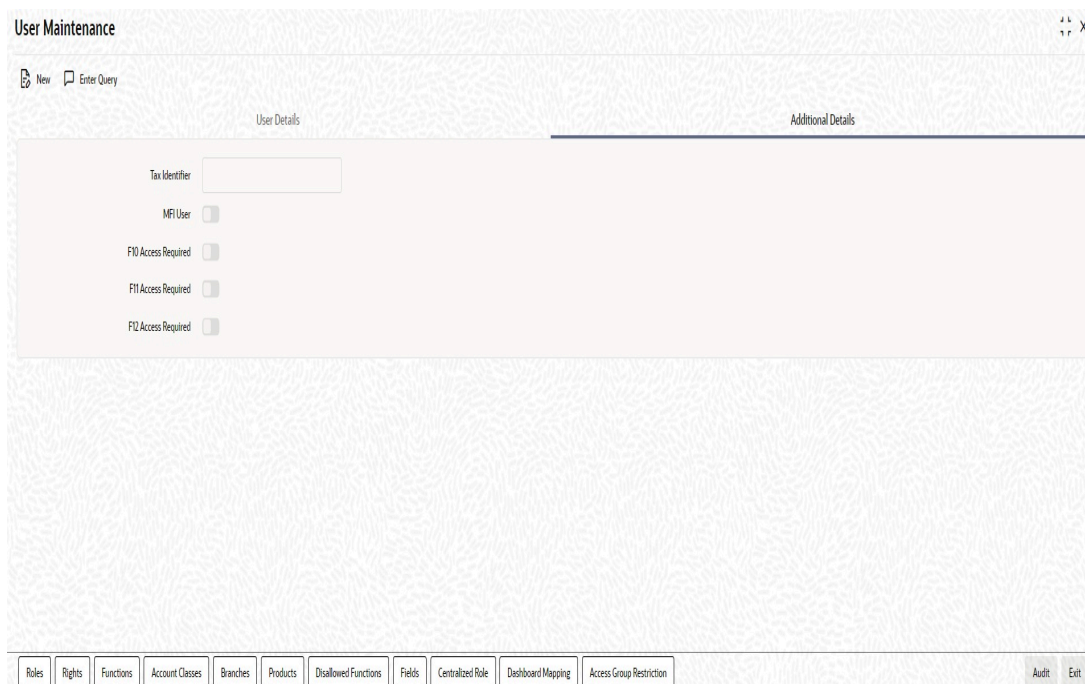 User Maintenance
New Enter Query
User Details Additional Details
Tax Identifier
MFI User
F10 Access Required
F11 Access Required
F12 Access Required
Roles Rights Functions Account Classes Branches Products Disallowed Functions Fields Centralized Role Dashboard Mapping Access Group Restriction Audit Exit